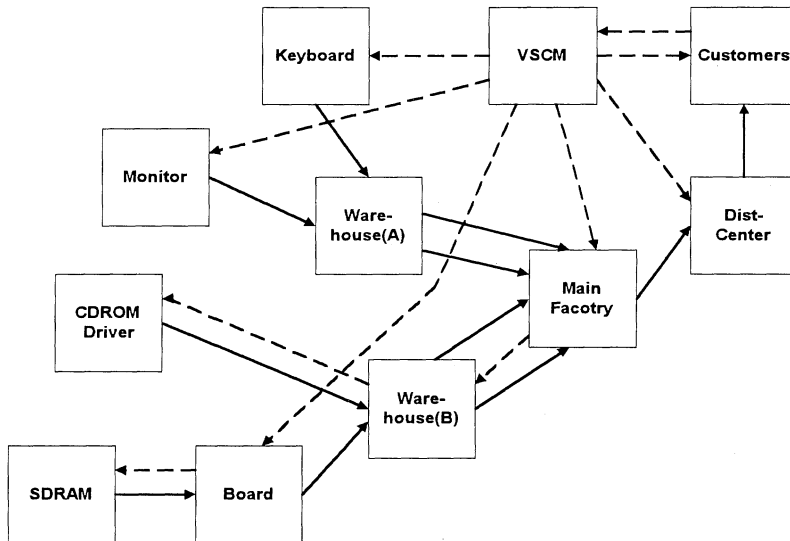 Keyboard
VSCM
Customers
Monitor
Ware-
house(A)
Dist-
Center
CDROM
Driver
Main
Facotry
Ware-
house(B)
SDRAM
Board